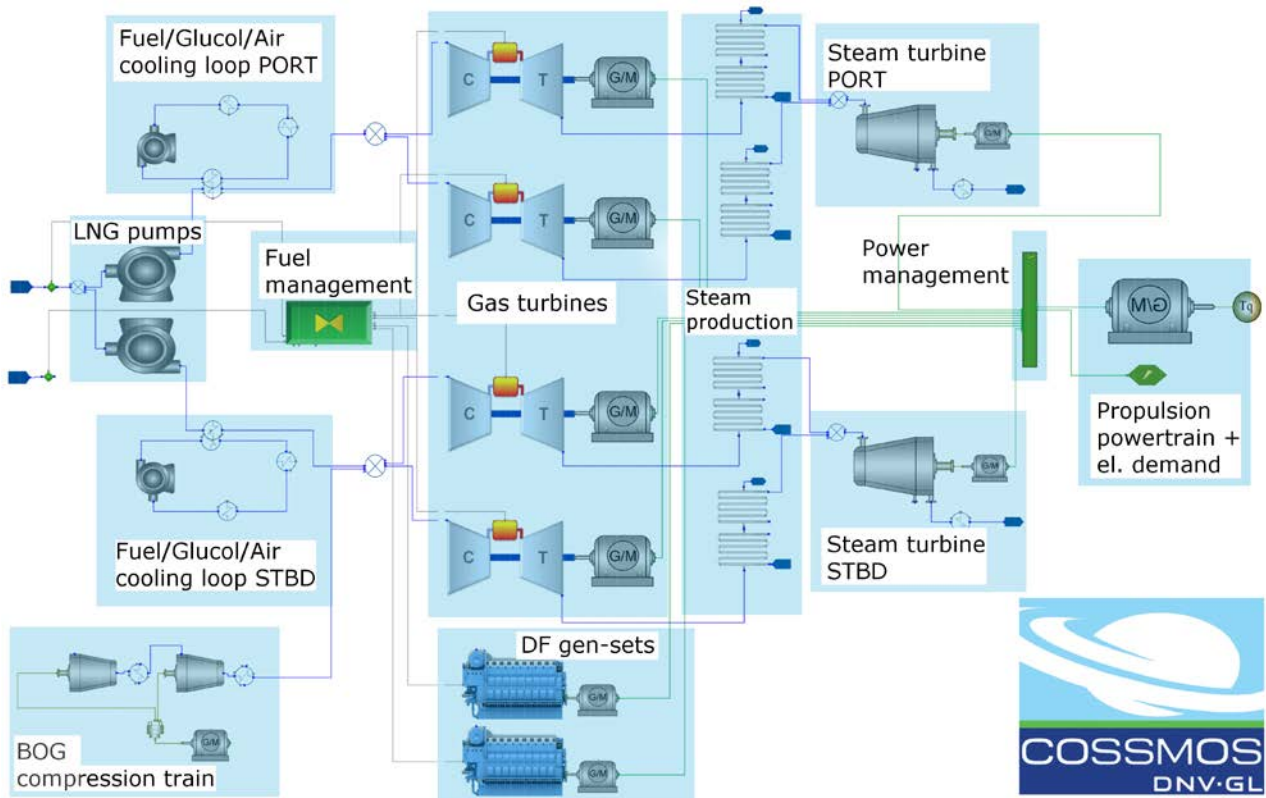 Fuel/Glucol/Air
cooling loop PORT
C
T
G/M
Steam turbine
PORT
G/M
C
T
G/M
LNG pumps
Fuel
management
Gas turbines
Steam
production
Power
management
G/M
Tq
Propulsion
powertrain +
el. demand
C
T
G/M
G/M
Fuel/Glucol/Air
cooling loop STBD
C
T
G/M
Steam turbine
STBD
DF gen-sets
G/M
G/M
G/M
BOG
compression train
COSSMOS
DNV·GL